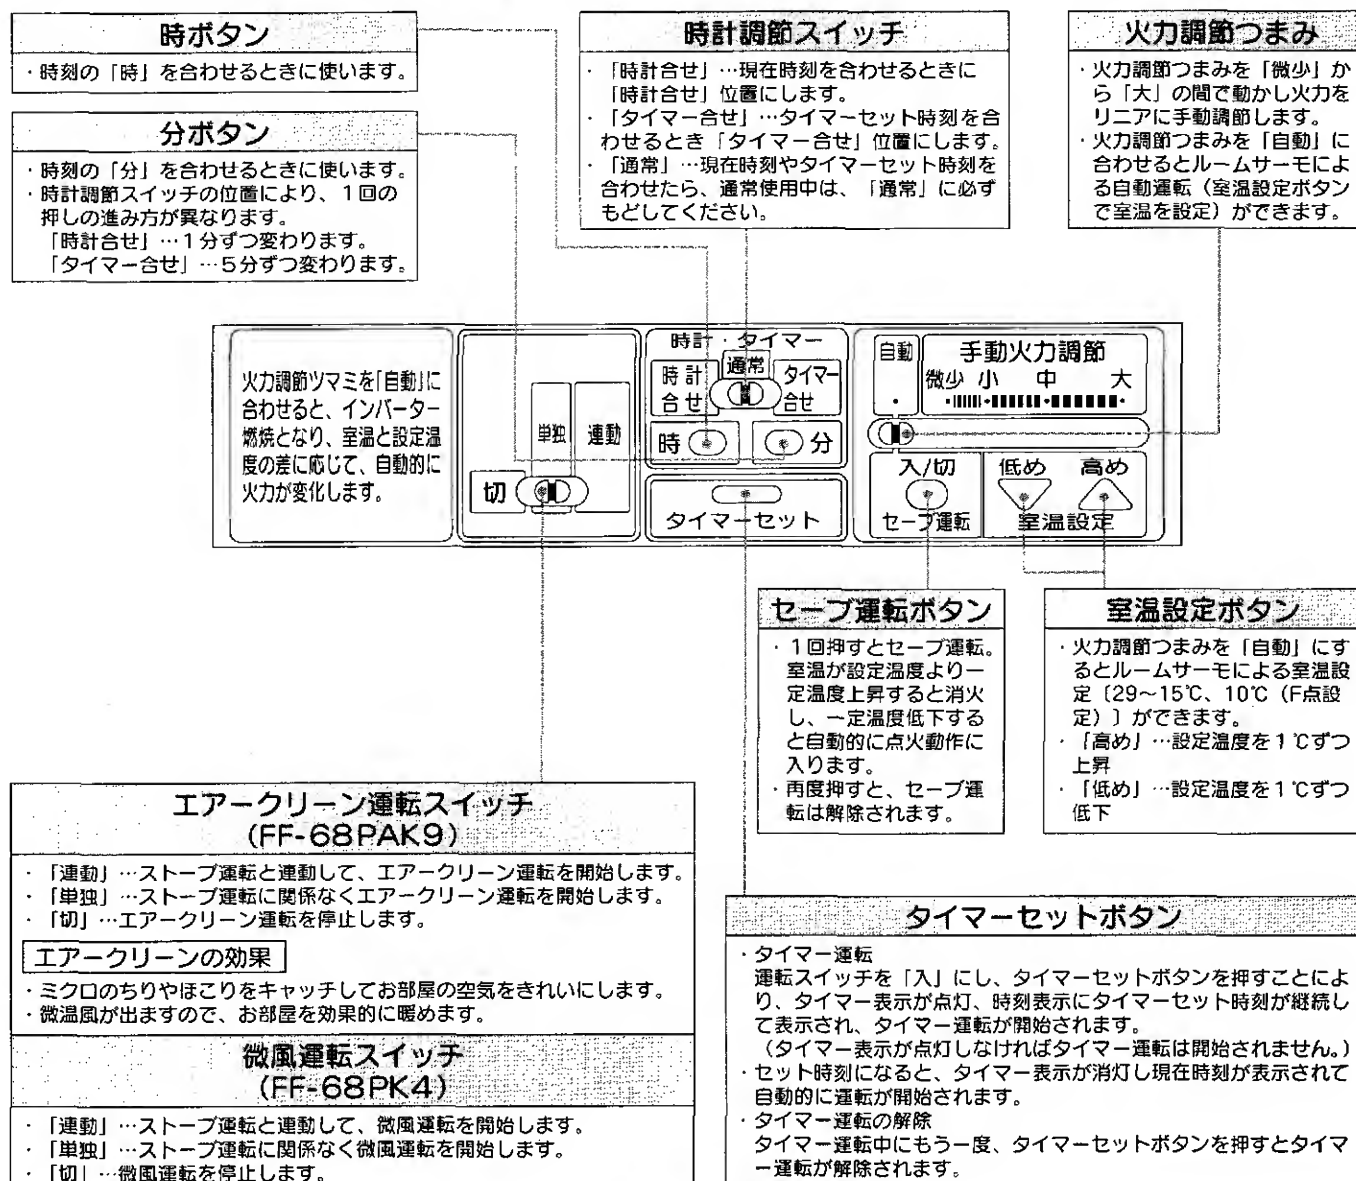 時ボタン
・時刻の「時」を合わせるときに使います。
分ボタン
・時刻の「分」を合わせるときに使います。
・時計調節スイッチの位置により、1回の
押しの進み方が異なります。
「時計合せ」…1分ずつ変わります。
「タイマー合せ」…5分ずつ変わります。
時計調節スイッチ
・「時計合せ」…現在時刻を合わせるときに
「時計合せ」位置にします。
・「タイマー合せ」…タイマーセット時刻を合
わせるとき「タイマー合せ」位置にします。
・「通常」…現在時刻やタイマーセット時刻を
合わせたら、通常使用中は、「通常」に必ず
もどしてください。
火力調節つまみ
・火力調節つまみを「微少」か
ら「大」の間で動かし火力を
リニアに手動調節します。
・火力調節つまみを「自動」に
合わせるとルームサーモによ
る自動運転（室温設定ボタン
で室温を設定）ができます。
火力調節ツマミを「自動」に
合わせると、インバーター
燃焼となり、室温と設定温
度の差に応じて、自動的に
火力が変化します。
切
単独
連動
時計・タイマー
時計
合せ
通常
タイマー
合せ
時
分
タイマーセット
自動
手動火力調節
微少 小 中 大
入/切
セーブ運転
低め 高め
室温設定
セーブ運転ボタン
・1回押すとセーブ運転。
室温が設定温度より一
定温度上昇すると消火
し、一定温度低下する
と自動的に点火動作に
入ります。
・再度押すと、セーブ運
転は解除されます。
室温設定ボタン
・火力調節つまみを「自動」にす
るとルームサーモによる室温設
定〔29～15℃、10℃（F点設
定）〕ができます。
・「高め」…設定温度を1℃ずつ
上昇
・「低め」…設定温度を1℃ずつ
低下
エアークリーン運転スイッチ
(FF-68PAK9)
・「連動」…ストーブ運転と連動して、エアークリーン運転を開始します。
・「単独」…ストーブ運転に関係なくエアークリーン運転を開始します。
・「切」…エアークリーン運転を停止します。
エアークリーンの効果
・ミクロのちりやほこりをキャッチしてお部屋の空気をきれいにします。
・微温風が出ますので、お部屋を効果的に暖めます。
微風運転スイッチ
(FF-68PK4)
・「連動」…ストーブ運転と連動して、微風運転を開始します。
・「単独」…ストーブ運転に関係なく微風運転を開始します。
・「切」…微風運転を停止します。
タイマーセットボタン
・タイマー運転
運転スイッチを「入」にし、タイマーセットボタンを押すことによ
り、タイマー表示が点灯、時刻表示にタイマーセット時刻が継続し
て表示され、タイマー運転が開始されます。
（タイマー表示が点灯しなければタイマー運転は開始されません。）
・セット時刻になると、タイマー表示が消灯し現在時刻が表示されて
自動的に運転が開始されます。
・タイマー運転の解除
タイマー運転中にもう一度、タイマーセットボタンを押すとタイマ
ー運転が解除されます。